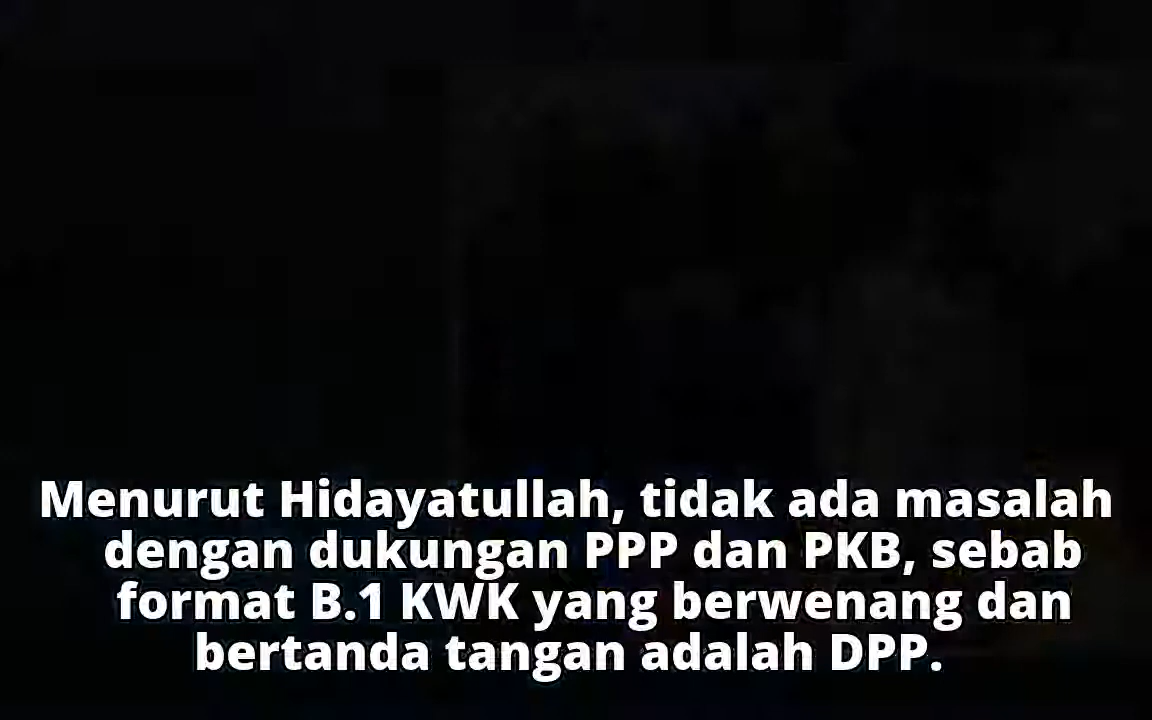 Menurut Hidayatullah, tidak ada masalah
dengan dukungan PPP dan PKB, sebab
format B.1 KWK yang berwenang dan
bertanda tangan adalah DPP.